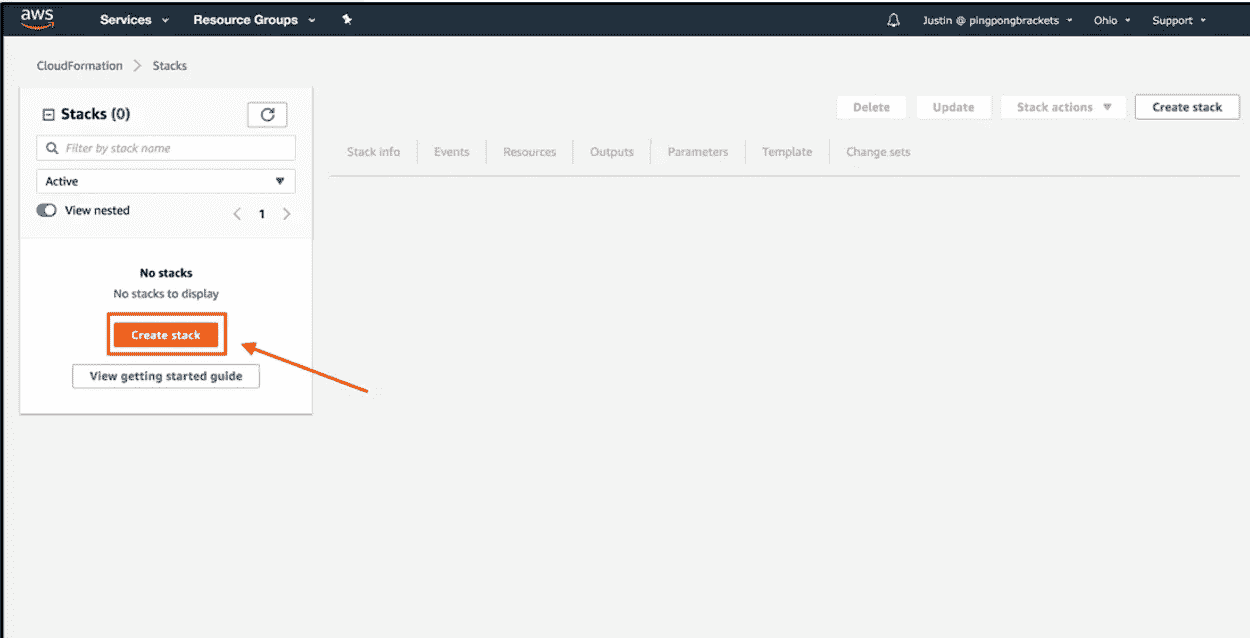 aws Services Resource Groups Justin @ pingpongbrackets Ohio Support
CloudFormation Stacks
Stacks (0)
Filter by stack name
Active
View nested 1
No stacks
No stacks to display
Create stack
View getting started guide
Delete Update Stack actions Create stack
Stack info Events Resources Outputs Parameters Template Change sets